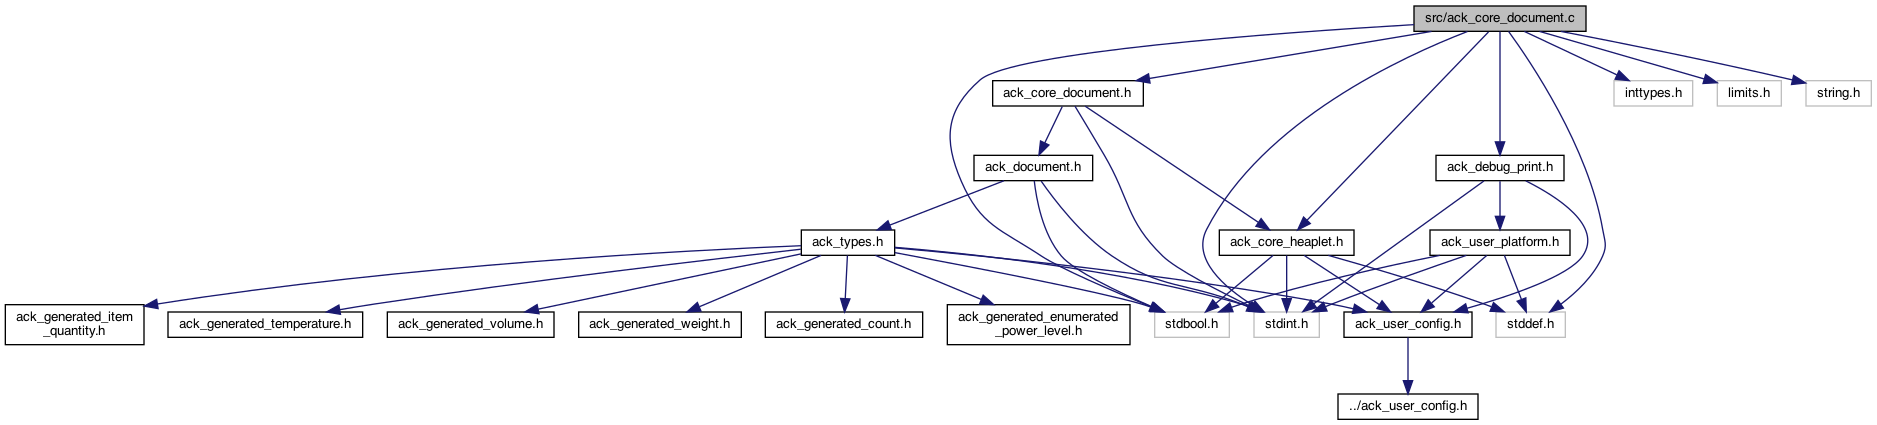 src/ack_core_document.c
ack_core_document.h
inttypes.h
limits.h
string.h
ack_document.h
ack_debug_print.h
ack_types.h
ack_core_heaplet.h
ack_user_platform.h
ack_generated_item
_quantity.h
ack_generated_temperature.h
ack_generated_volume.h
ack_generated_weight.h
ack_generated_count.h
ack_generated_enumerated
_power_level.h
stdbool.h
stdint.h
ack_user_config.h
stddef.h
../ack_user_config.h